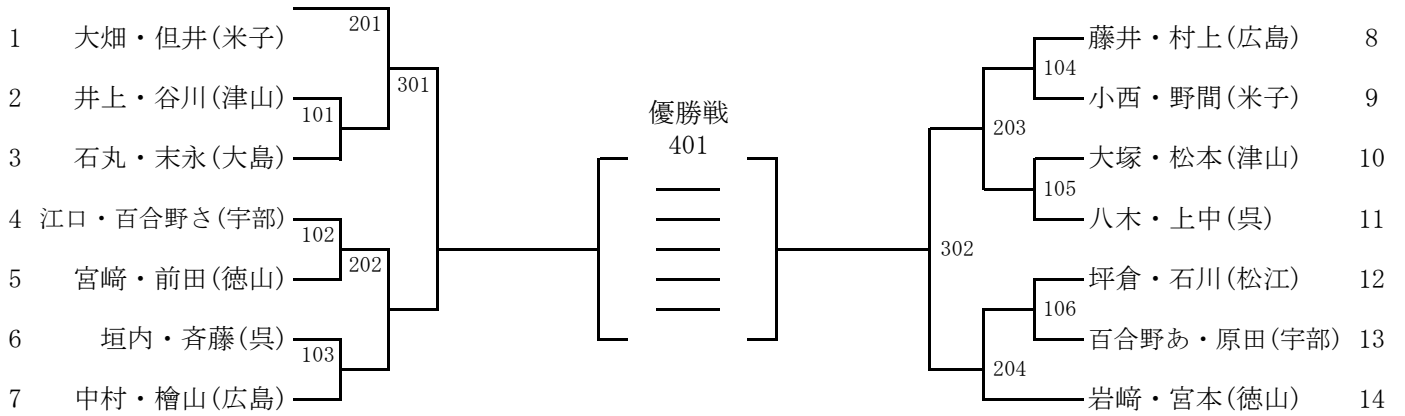 1 大畑・但井(米子)
2 井上・谷川(津山)
3 石丸・末永(大島)
4 江口・百合野さ(宇部)
5 宮﨑・前田(徳山)
6 垣内・斉藤(呉)
7 中村・檜山(広島)
201
101
301
102
202
103
優勝戦
401
藤井・村上(広島) 8
小西・野間(米子) 9
大塚・松本(津山) 10
八木・上中(呉) 11
坪倉・石川(松江) 12
百合野あ・原田(宇部) 13
岩﨑・宮本(徳山) 14
104
203
105
302
106
204